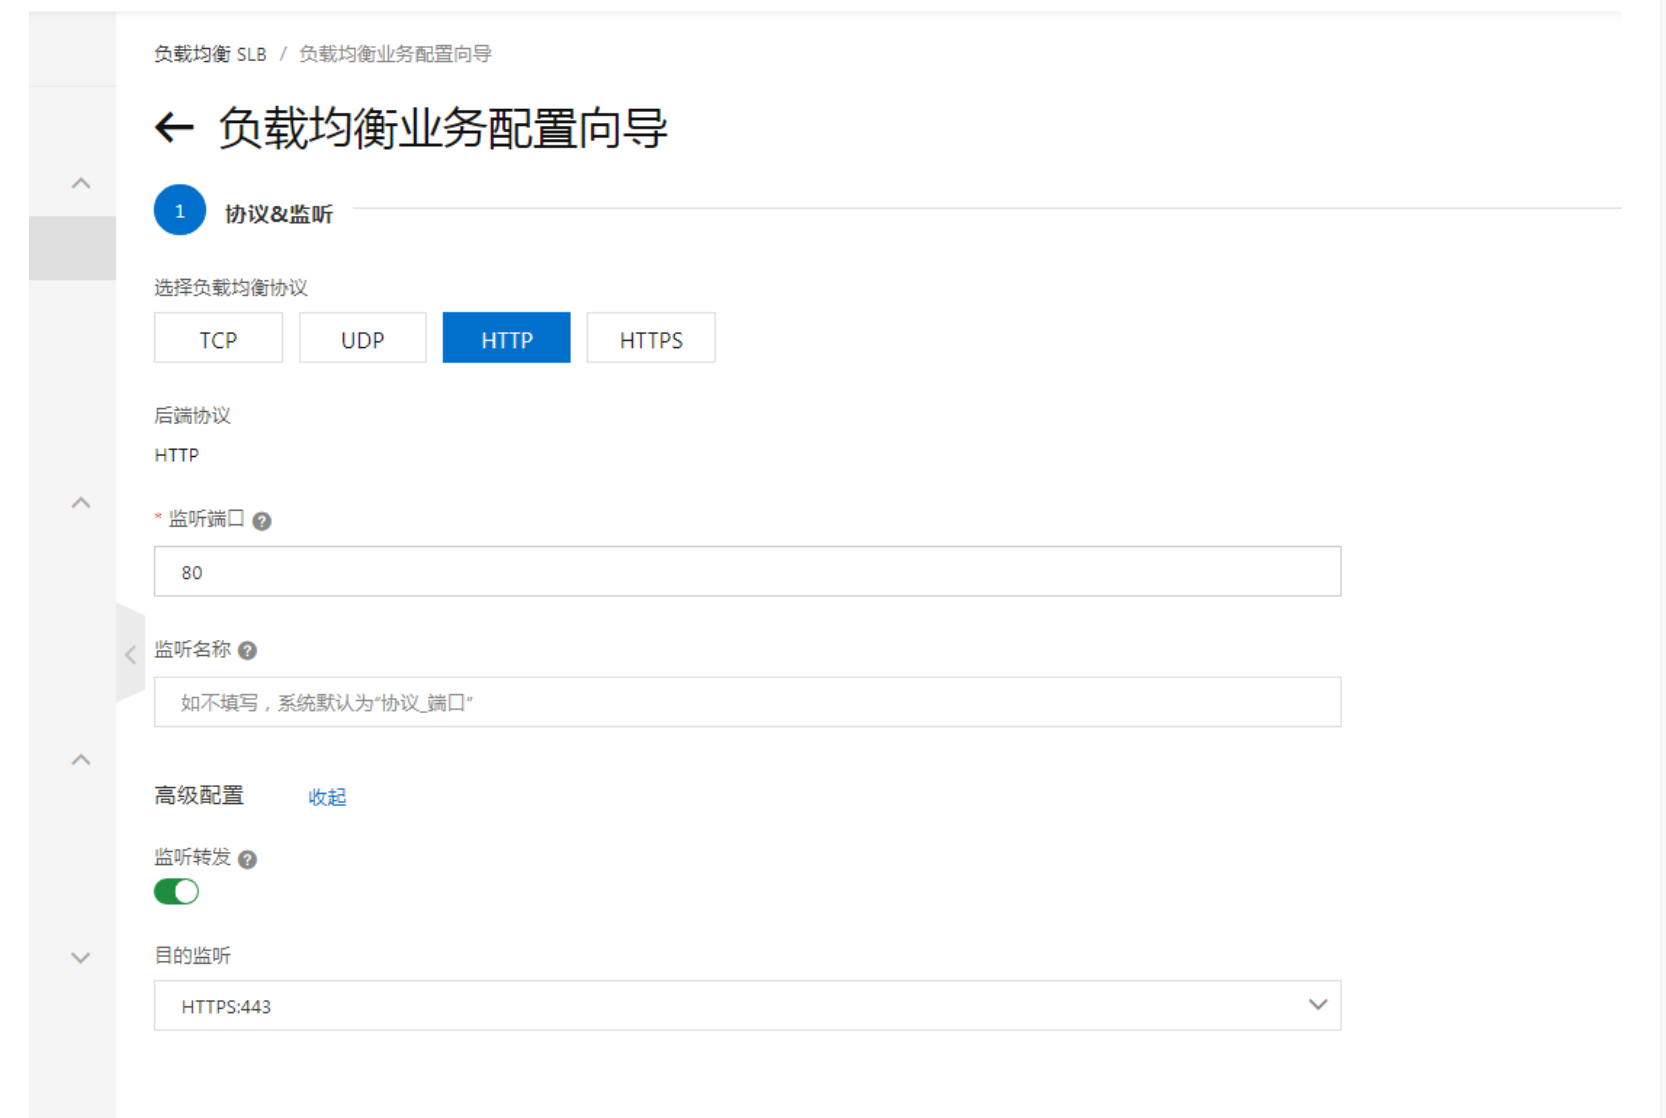 负载均衡 SLB / 负载均衡业务配置向导
← 负载均衡业务配置向导
1 协议&监听
选择负载均衡协议
TCP UDP HTTP HTTPS
后端协议
HTTP
* 监听端口 ?
80
监听名称 ?
如不填写，系统默认为“协议_端口”
高级配置 收起
监听转发 ?
目的监听
HTTPS:443